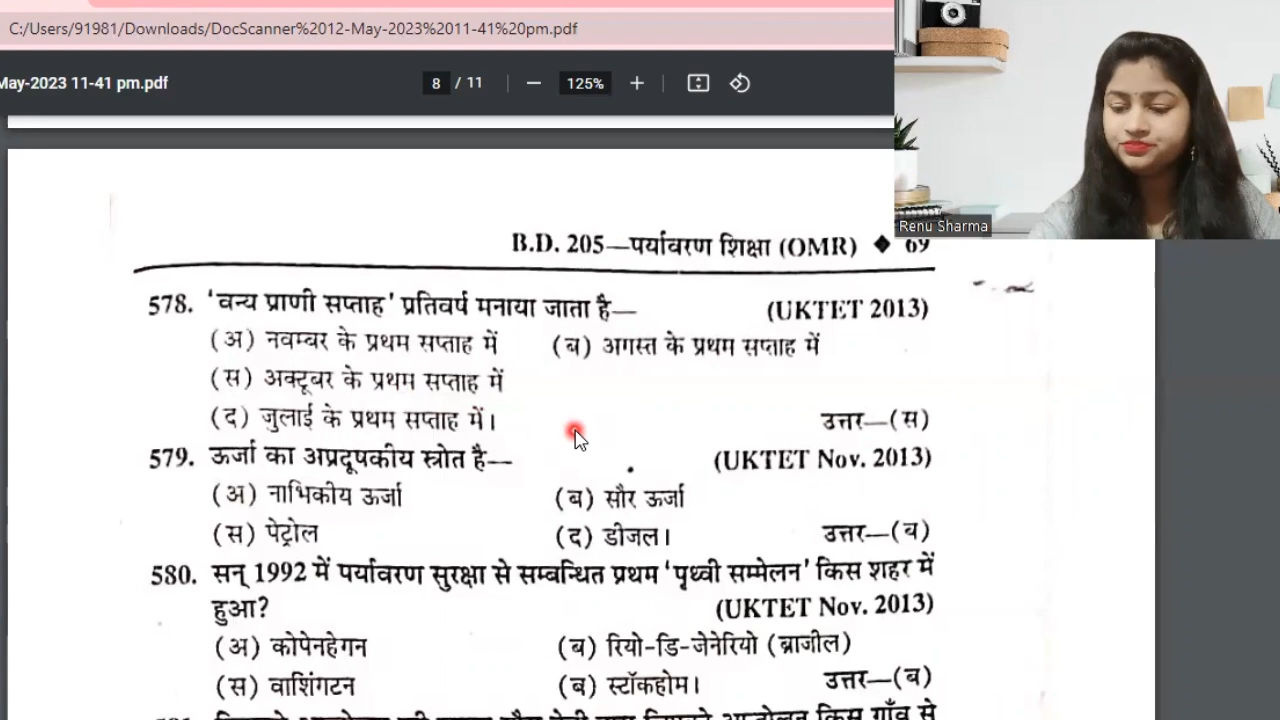 C:/Users/91981/Downloads/DocScanner%2012-May-2023%2011-41%20pm.pdf
May-2023 11-41 pm.pdf
8 / 11
125%
Renu Sharma
B.D. 205—पर्यावरण शिक्षा (OMR) ◆ 69
578. 'वन्य प्राणी सप्ताह' प्रतिवर्ष मनाया जाता है— (UKTET 2013)
(अ) नवम्बर के प्रथम सप्ताह में (ब) अगस्त के प्रथम सप्ताह में
(स) अक्टूबर के प्रथम सप्ताह में
(द) जुलाई के प्रथम सप्ताह में। उत्तर—(स)
579. ऊर्जा का अप्रदूषकीय स्त्रोत है— (UKTET Nov. 2013)
(अ) नाभिकीय ऊर्जा (ब) सौर ऊर्जा
(स) पेट्रोल (द) डीजल। उत्तर—(ब)
580. सन् 1992 में पर्यावरण सुरक्षा से सम्बन्धित प्रथम 'पृथ्वी सम्मेलन' किस शहर में
हुआ? (UKTET Nov. 2013)
(अ) कोपेनहेगन (ब) रियो-डि-जेनेरियो (ब्राजील)
(स) वाशिंगटन (ब) स्टॉकहोम। उत्तर—(ब)